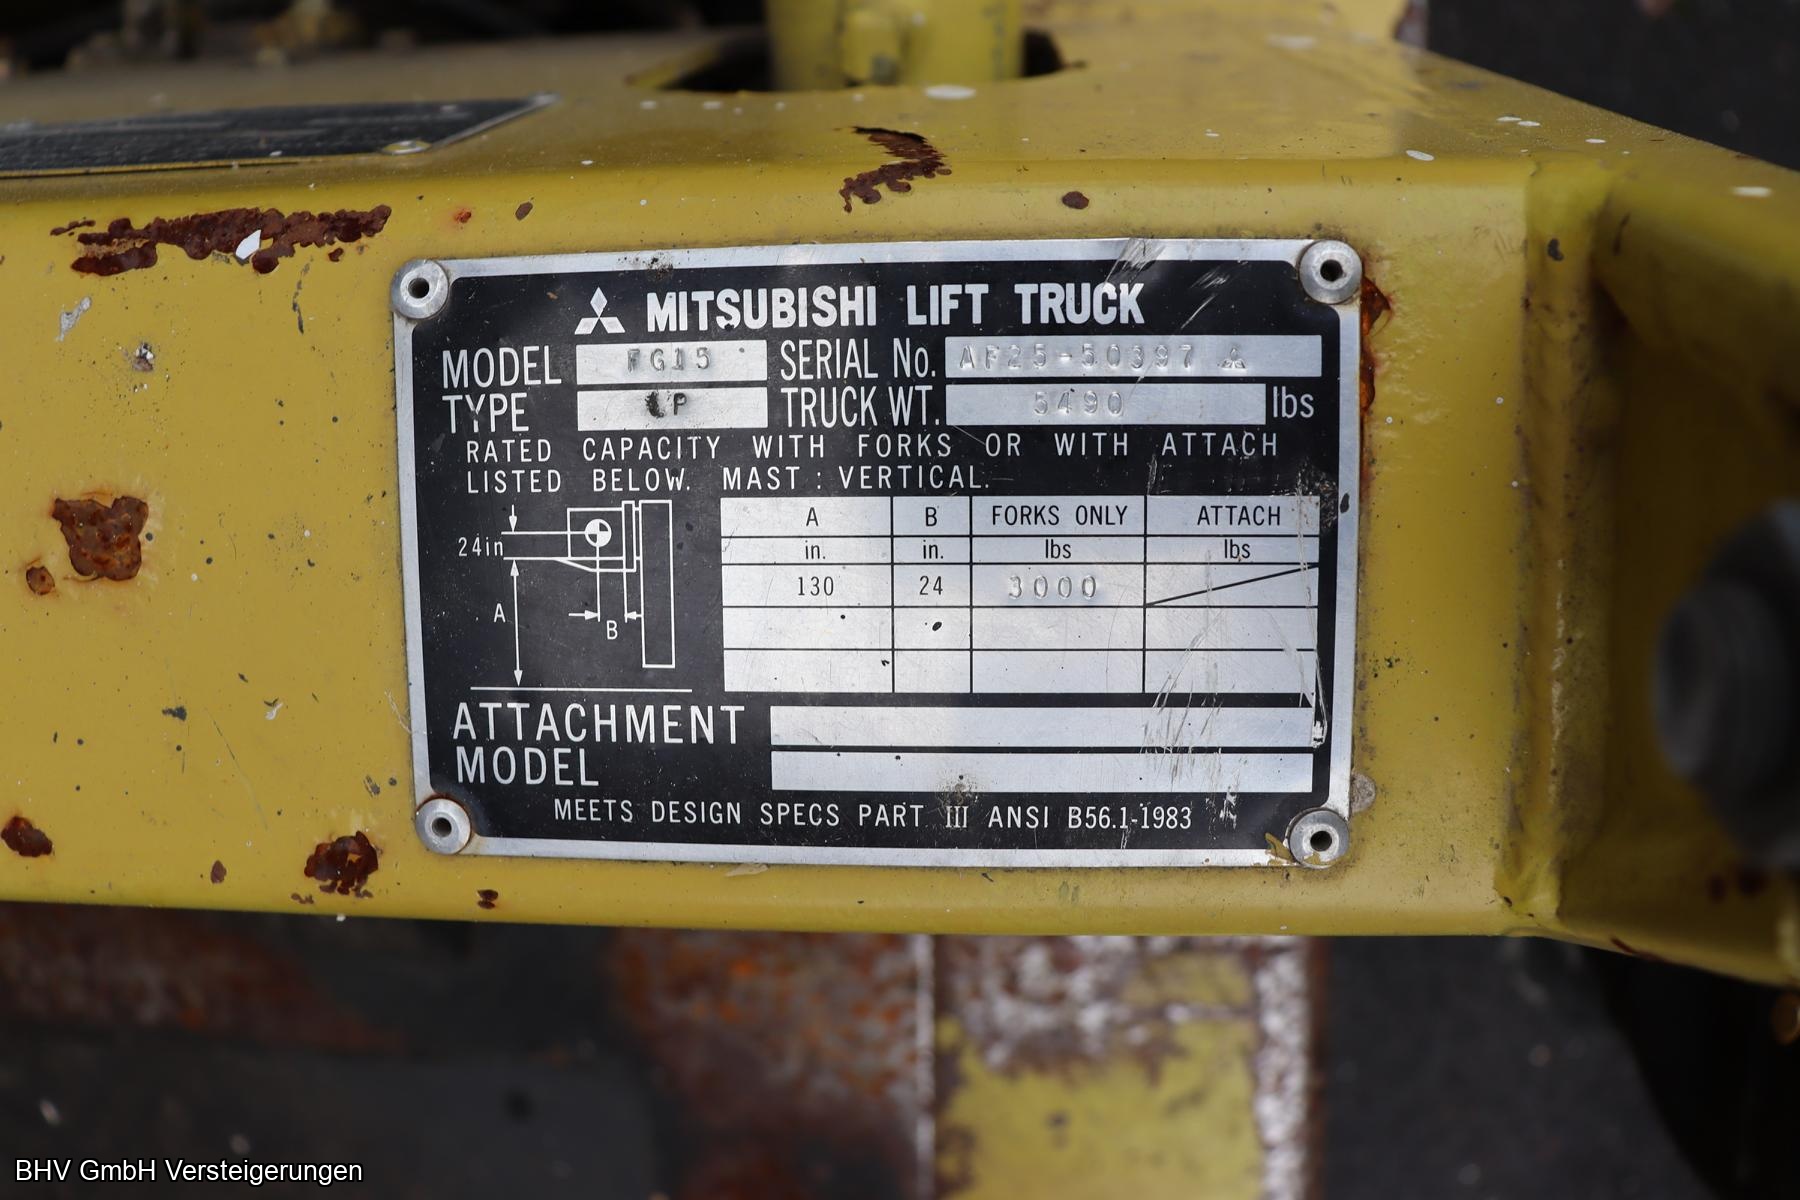 MITSUBISHI LIFT TRUCK
MODEL FG15 SERIAL No. AF25-50397
TYPE LP TRUCK WT. 5490 lbs
RATED CAPACITY WITH FORKS OR WITH ATTACH
LISTED BELOW. MAST : VERTICAL.
A B FORKS ONLY ATTACH
24in in. in. lbs lbs
130 24 3000
A
B
ATTACHMENT
MODEL
MEETS DESIGN SPECS PART III ANSI B56.1-1983
BHV GmbH Versteigerungen